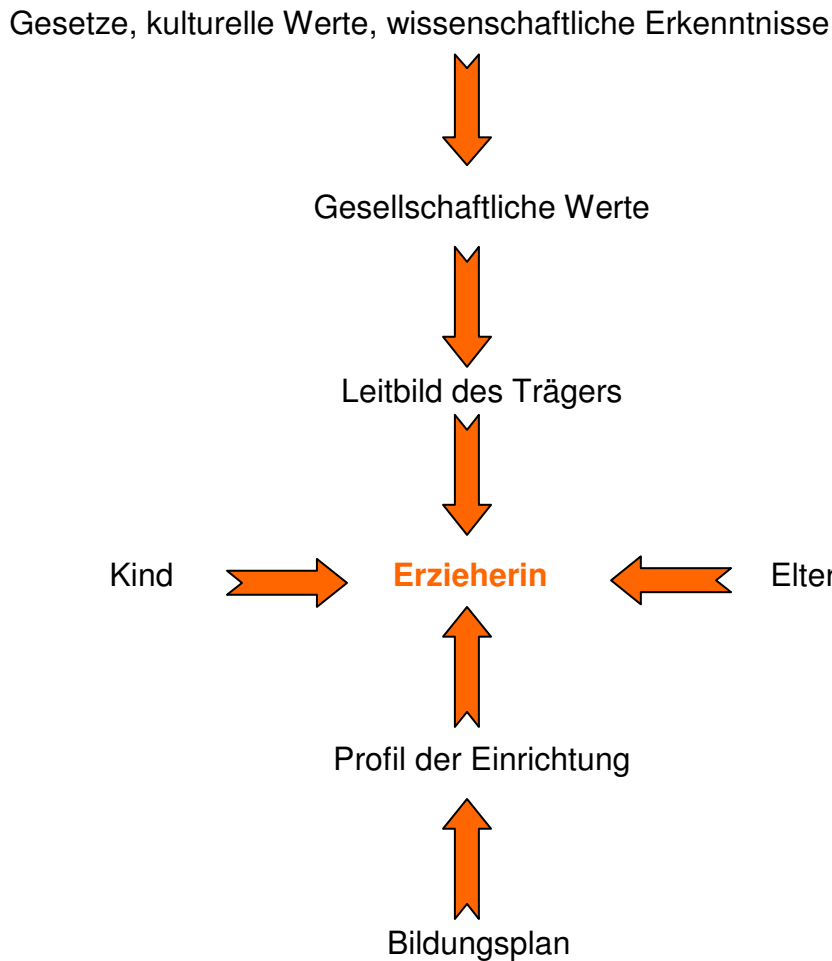 Gesetze, kulturelle Werte, wissenschaftliche Erkenntnisse
Gesellschaftliche Werte
Leitbild des Trägers
Kind Erzieherin Elter
Profil der Einrichtung
Bildungsplan